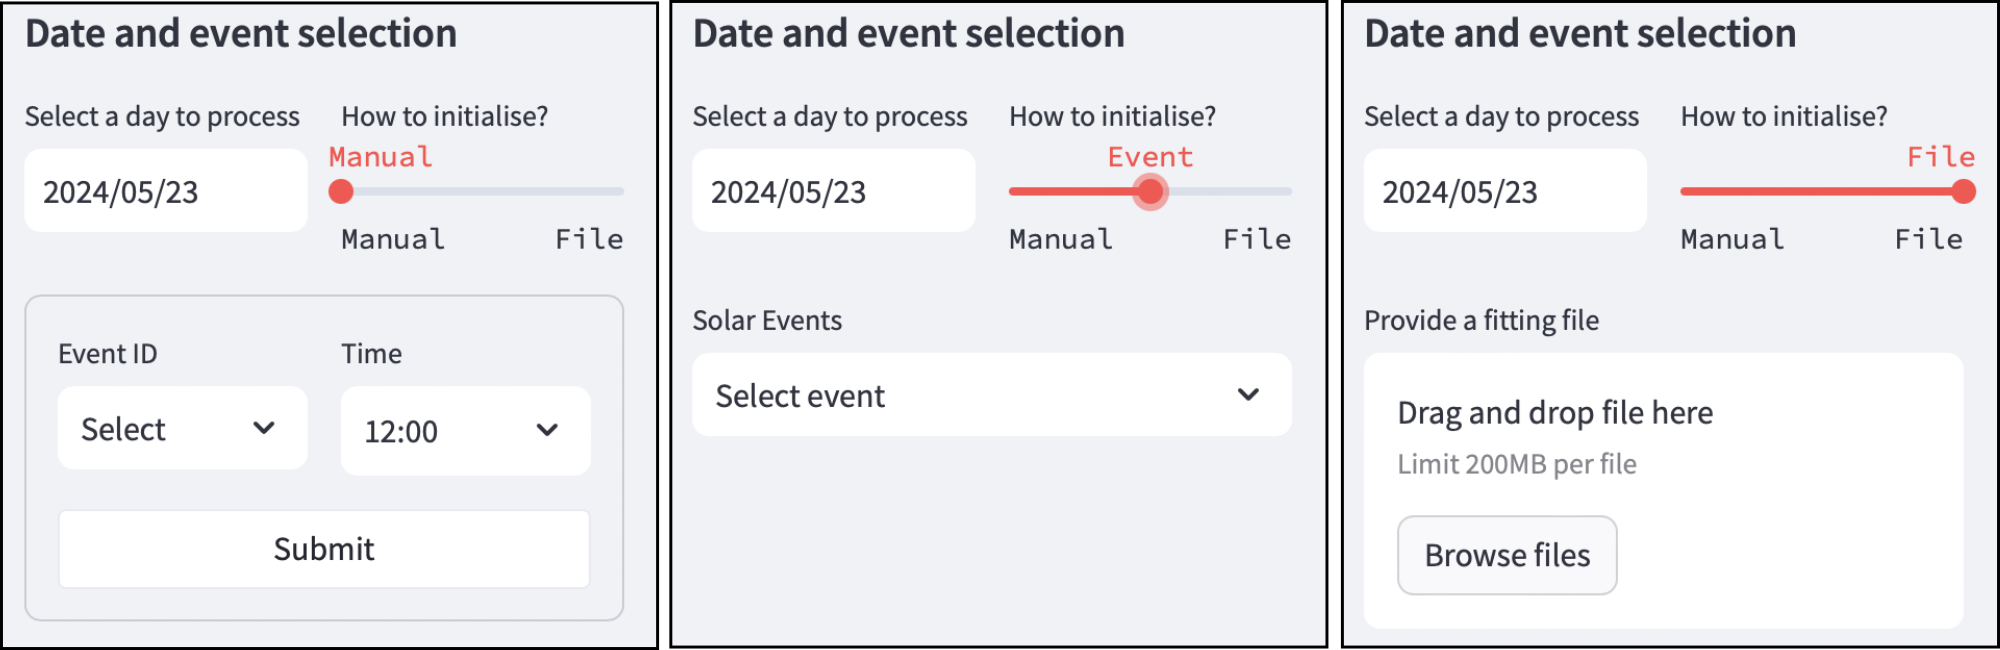 Date and event selection
Select a day to process
How to initialise?
Manual
2024/05/23
Manual
File
Event ID
Time
Select
12:00
Submit
Date and event selection
Select a day to process
How to initialise?
Event
2024/05/23
Manual
File
Solar Events
Select event
Date and event selection
Select a day to process
How to initialise?
File
2024/05/23
Manual
File
Provide a fitting file
Drag and drop file here
Limit 200MB per file
Browse files